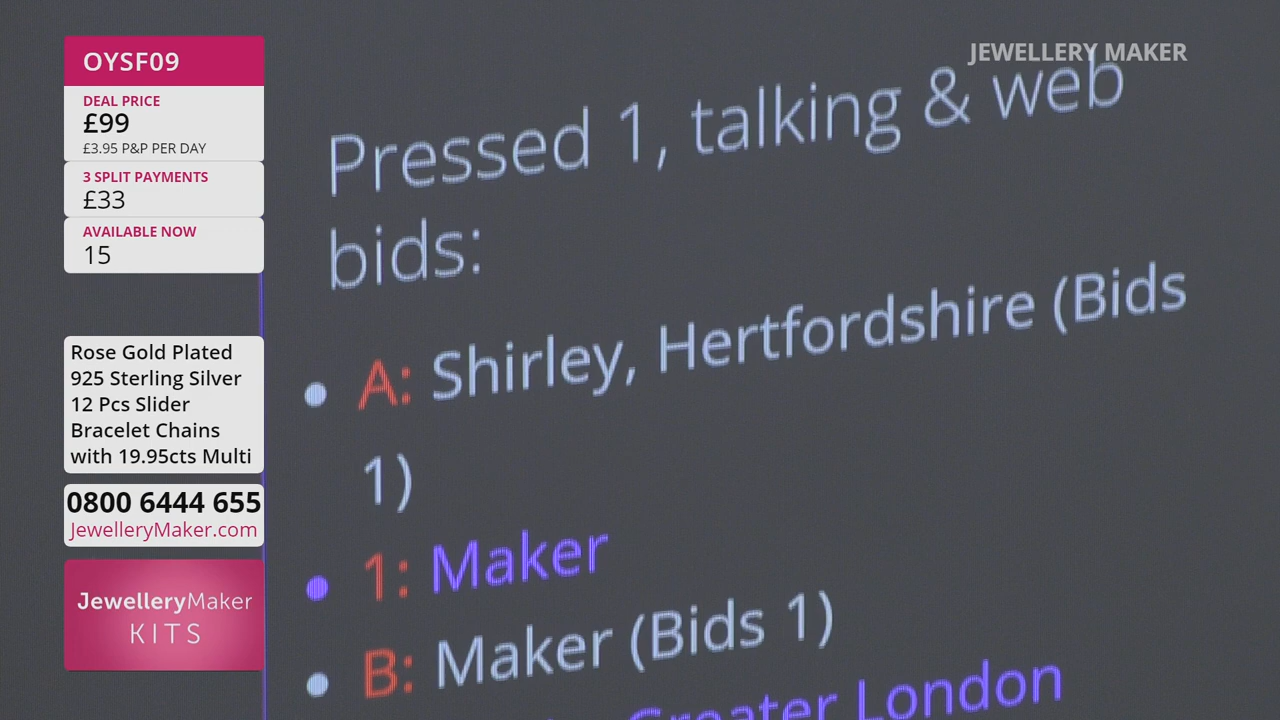 OYSF09
DEAL PRICE
£99
£3.95 P&P PER DAY
3 SPLIT PAYMENTS
£33
AVAILABLE NOW
15
Rose Gold Plated
925 Sterling Silver
12 Pcs Slider
Bracelet Chains
with 19.95cts Multi
0800 6444 655
JewelleryMaker.com
JewelleryMaker
KITS
JEWELLERY MAKER
Pressed 1, talking & web
bids:
A: Shirley, Hertfordshire (Bids
1)
1: Maker
B: Maker (Bids 1)
Greater London